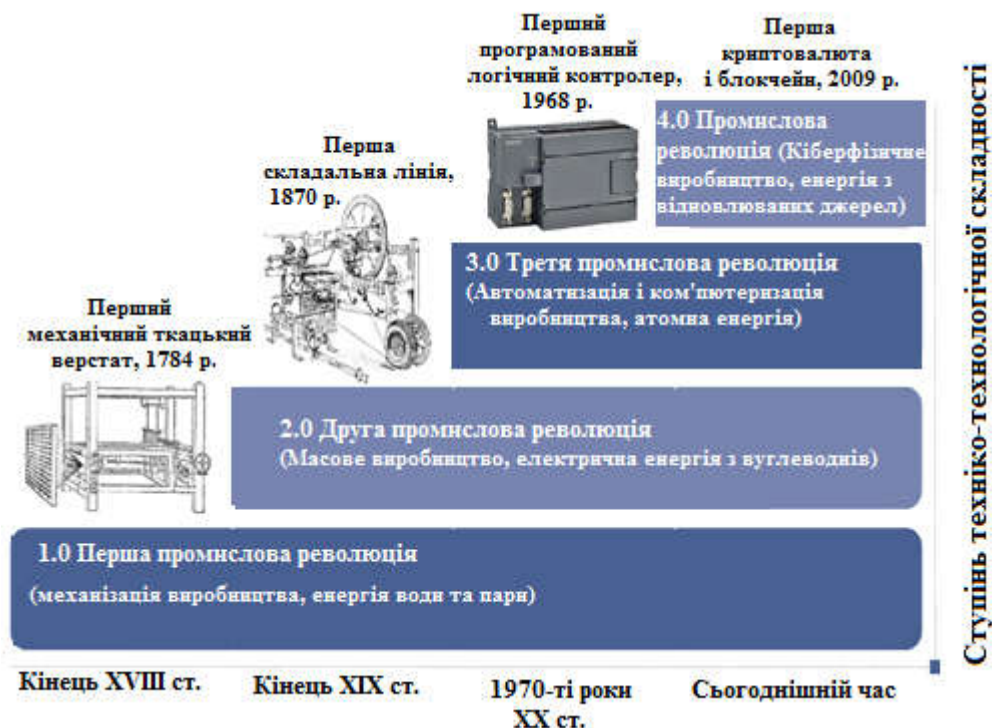 Перший
програмований
логічний контролер,
1968 р.
Перша
криптовалюта
і блокчейн, 2009 р.
4.0 Промислова
революція (Кіберфізичне
виробництво, енергія з
відновлюваних джерел)
Перша
складальна лінія,
1870 р.
3.0 Третя промислова революція
(Автоматизація і ком'пютеризація
виробництва, атомна енергія)
Перший
механічний ткацький
верстат, 1784 р.
2.0 Друга промислова революція
(Масове виробництво, електрична енергія з вуглеводнів)
1.0 Перша промислова революція
(механізація виробництва, енергія води та пари)
Кінець XVIII ст.
Кінець XIX ст.
1970-ті роки
XX ст.
Сьогоднішній час
Ступінь техніко-технологічної складності